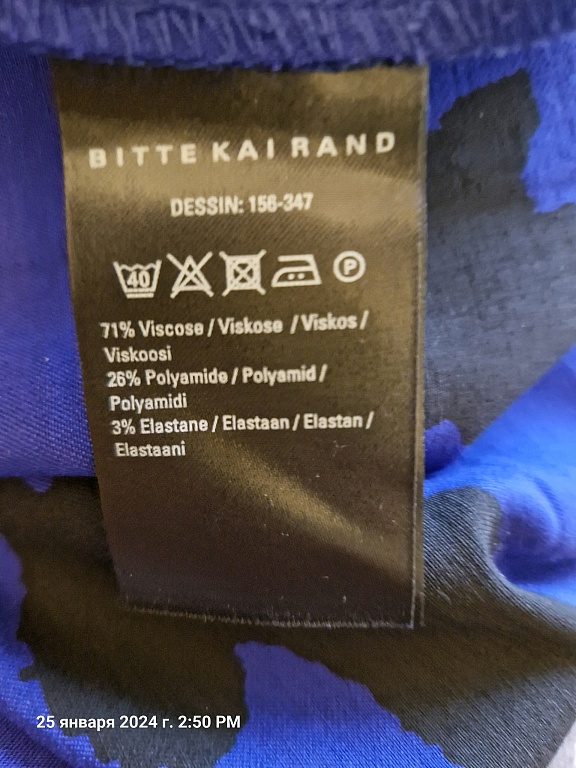 BITTE KAI RAND
DESSIN: 156-347
40 P
71% Viscose / Viskose / Viskos /
Viskoosi
26% Polyamide / Polyamid /
Polyamidi
3% Elastane / Elastaan / Elastan /
Elastaani
25 января 2024 г. 2:50 PM